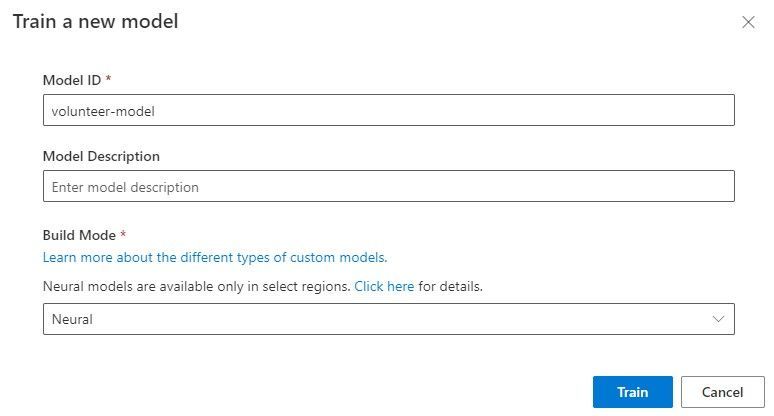 Train a new model
Model ID *
volunteer-model
Model Description
Enter model description
Build Mode *
Learn more about the different types of custom models.
Neural models are available only in select regions. Click here for details.
Neural
Train Cancel